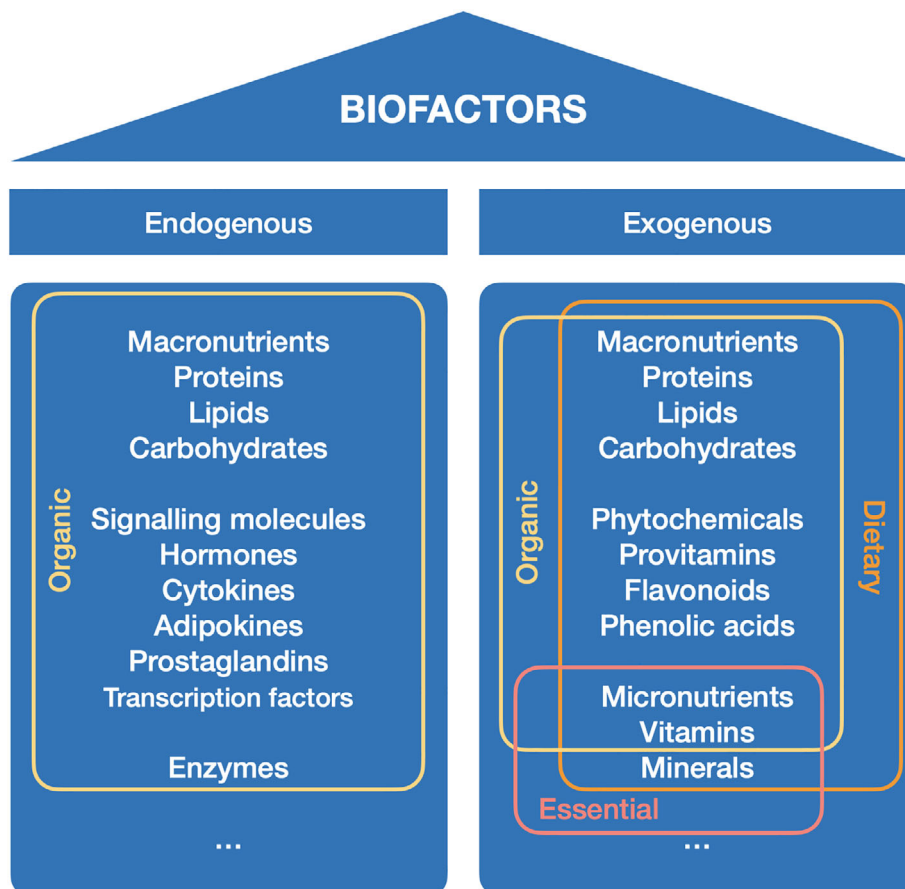 BIOFACTORS
Endogenous
Macronutrients
Proteins
Lipids
Carbohydrates
Signalling molecules
Hormones
Cytokines
Adipokines
Prostaglandins
Transcription factors
Enzymes
Organic
...
Exogenous
Macronutrients
Proteins
Lipids
Carbohydrates
Phytochemicals
Provitamins
Flavonoids
Phenolic acids
Micronutrients
Vitamins
Minerals
Organic
Dietary
Essential
...